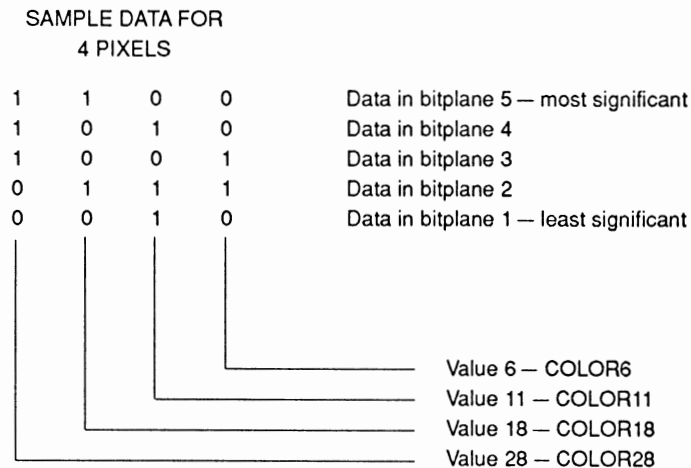 SAMPLE DATA FOR
4 PIXELS
1 1 0 0 Data in bitplane 5 — most significant
1 0 1 0 Data in bitplane 4
1 0 0 1 Data in bitplane 3
0 1 1 1 Data in bitplane 2
0 0 1 0 Data in bitplane 1 — least significant
Value 6 — COLOR6
Value 11 — COLOR11
Value 18 — COLOR18
Value 28 — COLOR28